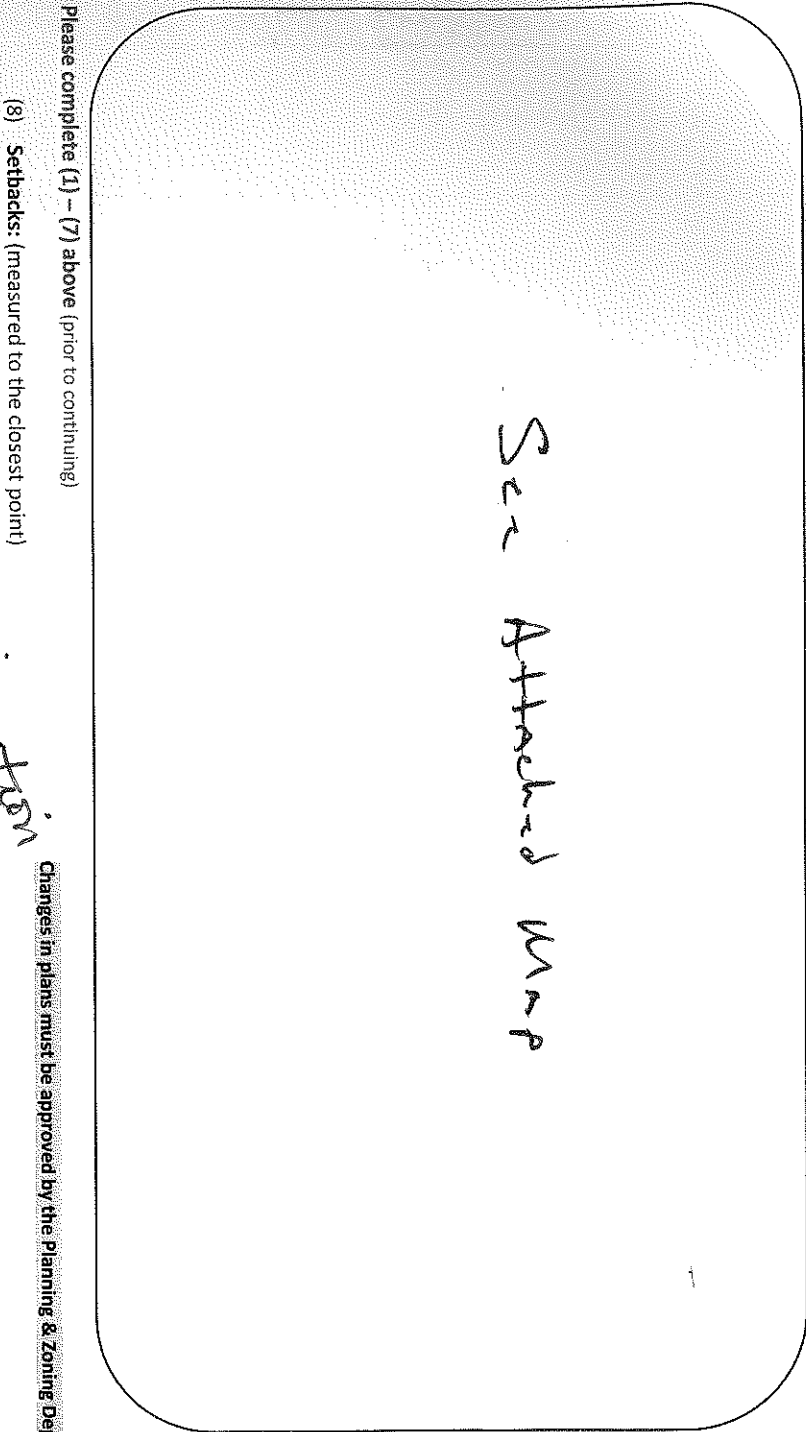 See Attached Map
Please complete (1) – (7) above (prior to continuing)
tion
Changes in plans must be approved by the Planning & Zoning De
(8) Setbacks: (measured to the closest point)